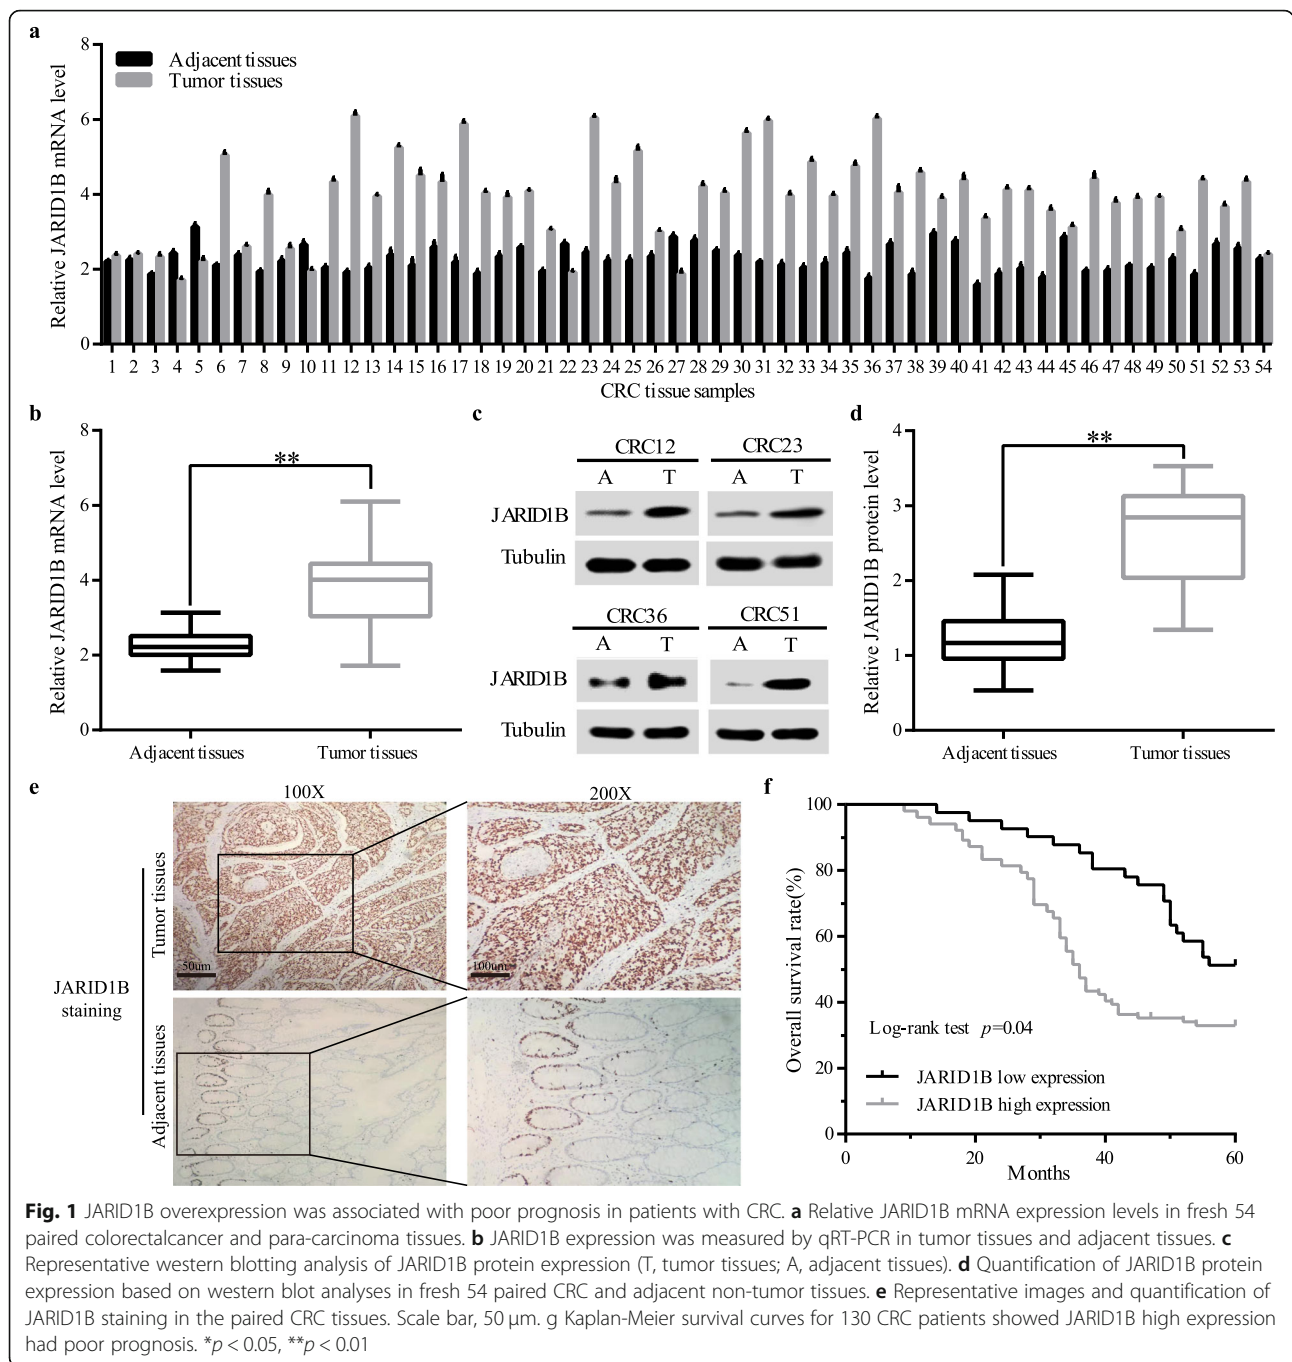 a
8
6
4
2
0
Relative JARID1B mRNA level
Adjacent tissues
Tumor tissues
1 2 3 4 5 6 7 8 9 10 11 12 13 14 15 16 17 18 19 20 21 22 23 24 25 26 27 28 29 30 31 32 33 34 35 36 37 38 39 40 41 42 43 44 45 46 47 48 49 50 51 52 53 54
CRC tissue samples
b
8
6
4
2
0
Relative JARID1B mRNA level
**
Adjacent tissues Tumor tissues
c
CRC12 CRC23
A T A T
JARID1B
Tubulin
CRC36 CRC51
A T A T
JARID1B
Tubulin
d
4
3
2
1
0
Relative JARID1B protein level
**
Adjacent tissues Tumor tissues
e
100X 200X
JARID1B
staining
Tumor tissues
Adjacent tissues
50um
100um
f
100
80
60
40
20
0
Overall survival rate(%)
Log-rank test p=0.04
JARID1B low expression
JARID1B high expression
0 20 40 60
Months
Fig. 1 JARID1B overexpression was associated with poor prognosis in patients with CRC. a Relative JARID1B mRNA expression levels in fresh 54
paired colorectalcancer and para-carcinoma tissues. b JARID1B expression was measured by qRT-PCR in tumor tissues and adjacent tissues. c
Representative western blotting analysis of JARID1B protein expression (T, tumor tissues; A, adjacent tissues). d Quantification of JARID1B protein
expression based on western blot analyses in fresh 54 paired CRC and adjacent non-tumor tissues. e Representative images and quantification of
JARID1B staining in the paired CRC tissues. Scale bar, 50 μm. g Kaplan-Meier survival curves for 130 CRC patients showed JARID1B high expression
had poor prognosis. *p < 0.05, **p < 0.01